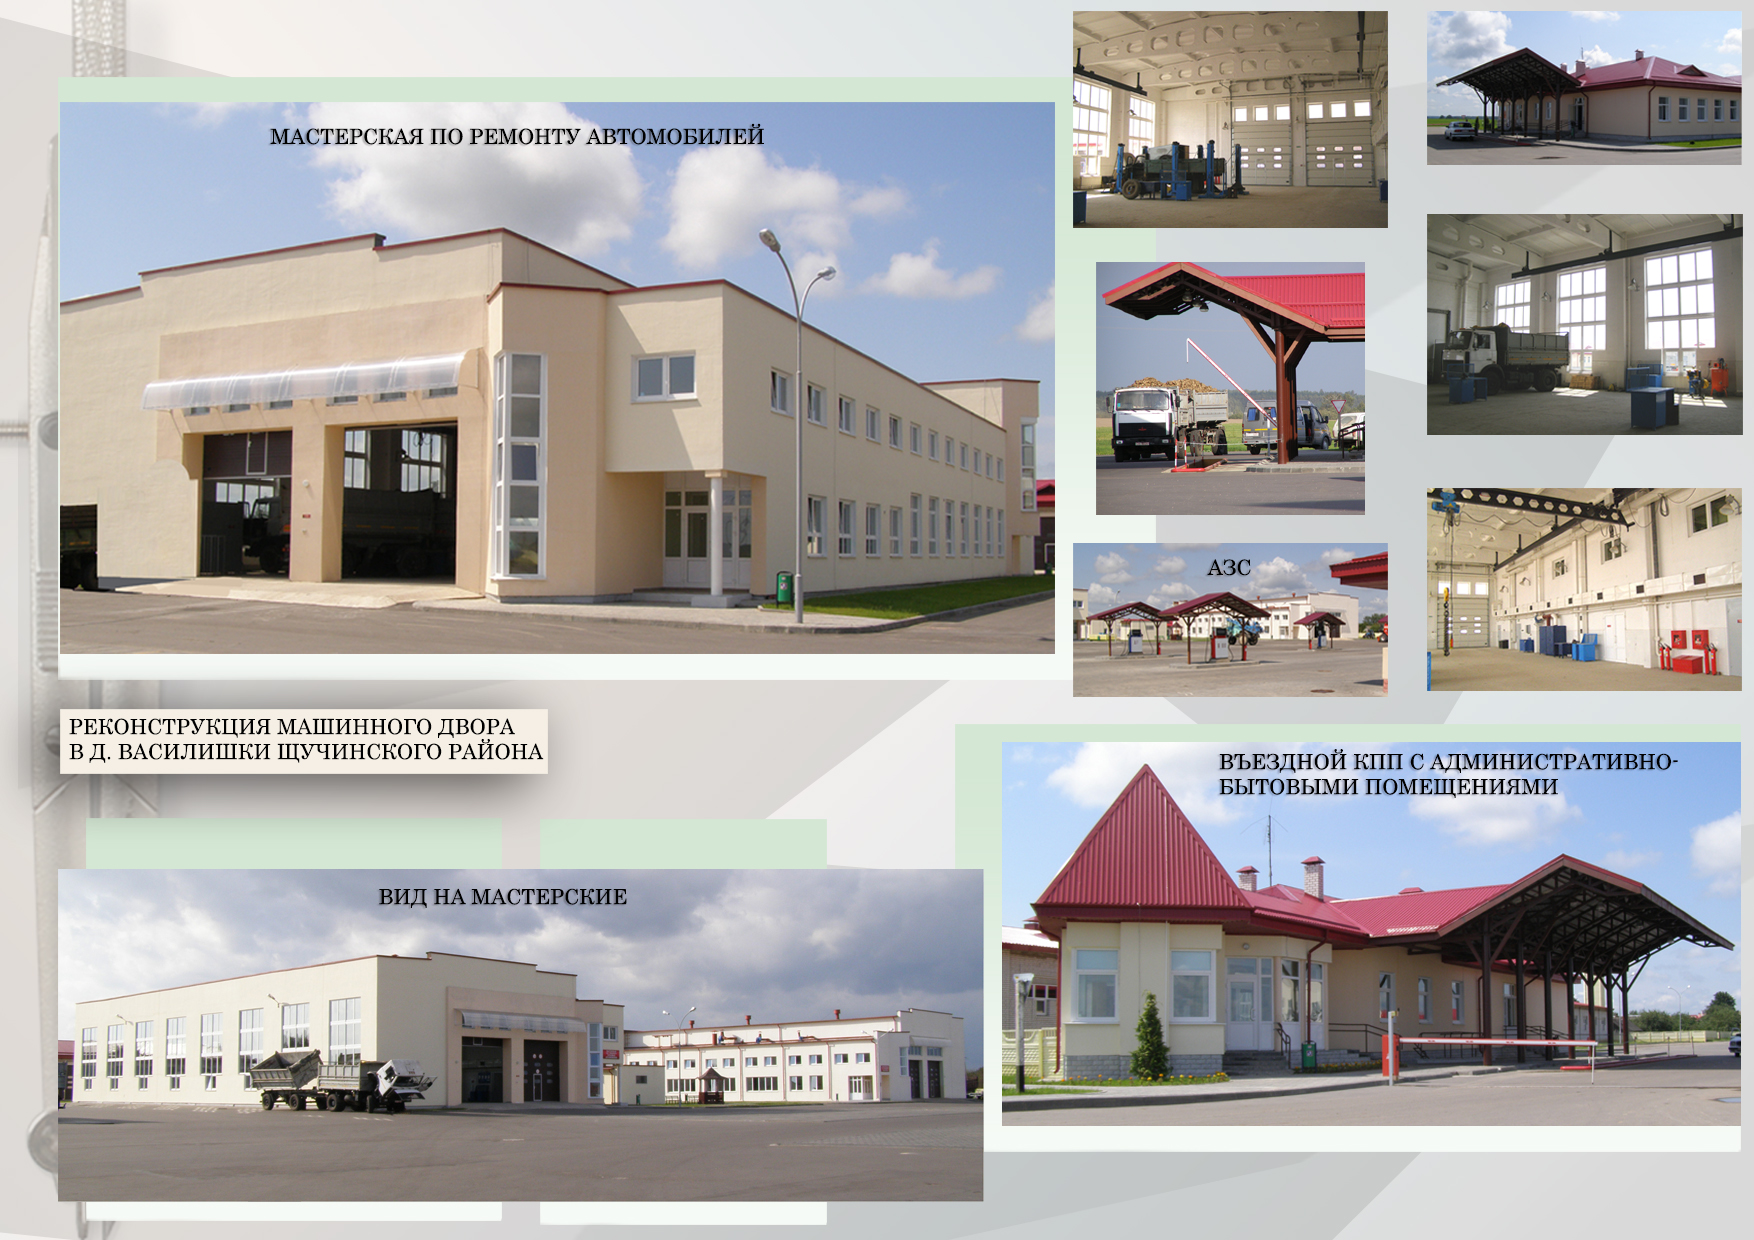 МАСТЕРСКАЯ ПО РЕМОНТУ АВТОМОБИЛЕЙ
АЗС
РЕКОНСТРУКЦИЯ МАШИННОГО ДВОРА
В Д. ВАСИЛИШКИ ЩУЧИНСКОГО РАЙОНА
ВЪЕЗДНОЙ КПП С АДМИНИСТРАТИВНО-
БЫТОВЫМИ ПОМЕЩЕНИЯМИ
ВИД НА МАСТЕРСКИЕ